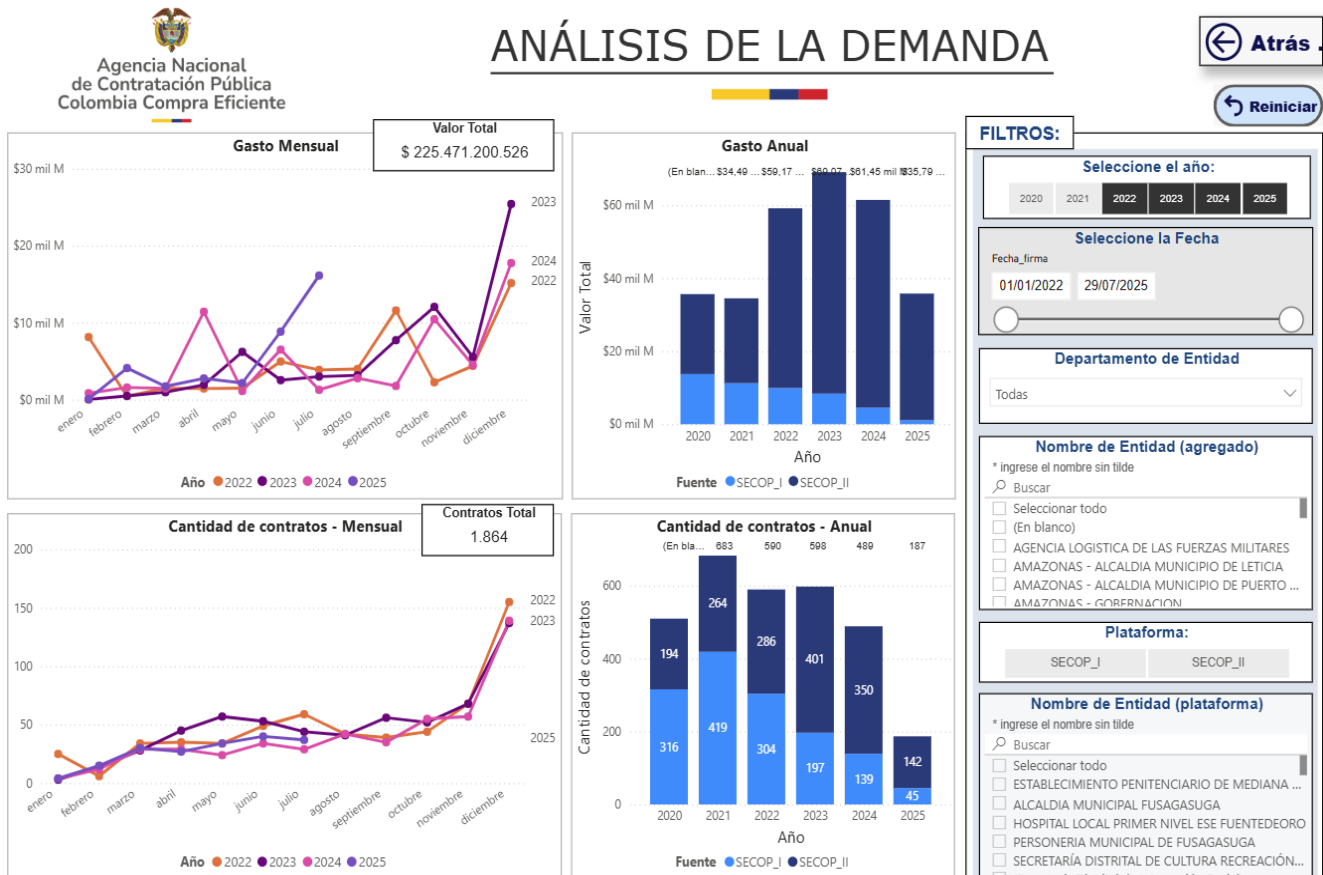 Agencia Nacional
de Contratación Pública
Colombia Compra Eficiente
ANÁLISIS DE LA DEMANDA
Atrás .
Reiniciar
Gasto Mensual
Valor Total
$ 225.471.200.526
$30 mil M
$20 mil M
$10 mil M
$0 mil M
2023
2024
2022
enero
febrero
marzo
abril
mayo
junio
julio
agosto
septiembre
octubre
noviembre
diciembre
Año 2022 2023 2024 2025
Gasto Anual
(En blan... $34,49 ... $59,17 ... $69,07 ... $61,45 mil M $35,79 ...
Valor Total
$60 mil M
$40 mil M
$20 mil M
$0 mil M
2020 2021 2022 2023 2024 2025
Año
Fuente SECOP_I SECOP_II
Cantidad de contratos - Mensual
Contratos Total
1.864
200
150
100
50
0
2022
2023
2025
enero
febrero
marzo
abril
mayo
junio
julio
agosto
septiembre
octubre
noviembre
diciembre
Año 2022 2023 2024 2025
Cantidad de contratos - Anual
(En bla... 683 590 598 489 187
Cantidad de contratos
600
400
200
0
194 264 286 401 350 142
316 419 304 197 139 45
2020 2021 2022 2023 2024 2025
Año
Fuente SECOP_I SECOP_II
FILTROS:
Seleccione el año:
2020 2021 2022 2023 2024 2025
Seleccione la Fecha
Fecha_firma
01/01/2022 29/07/2025
Departamento de Entidad
Todas
Nombre de Entidad (agregado)
* ingrese el nombre sin tilde
Buscar
Seleccionar todo
(En blanco)
AGENCIA LOGISTICA DE LAS FUERZAS MILITARES
AMAZONAS - ALCALDIA MUNICIPIO DE LETICIA
AMAZONAS - ALCALDIA MUNICIPIO DE PUERTO ...
AMAZONAS - GOBERNACION
Plataforma:
SECOP_I SECOP_II
Nombre de Entidad (plataforma)
* ingrese el nombre sin tilde
Buscar
Seleccionar todo
ESTABLECIMIENTO PENITENCIARIO DE MEDIANA ...
ALCALDIA MUNICIPAL FUSAGASUGA
HOSPITAL LOCAL PRIMER NIVEL ESE FUENTEDEORO
PERSONERIA MUNICIPAL DE FUSAGASUGA
SECRETARÍA DISTRITAL DE CULTURA RECREACIÓN...